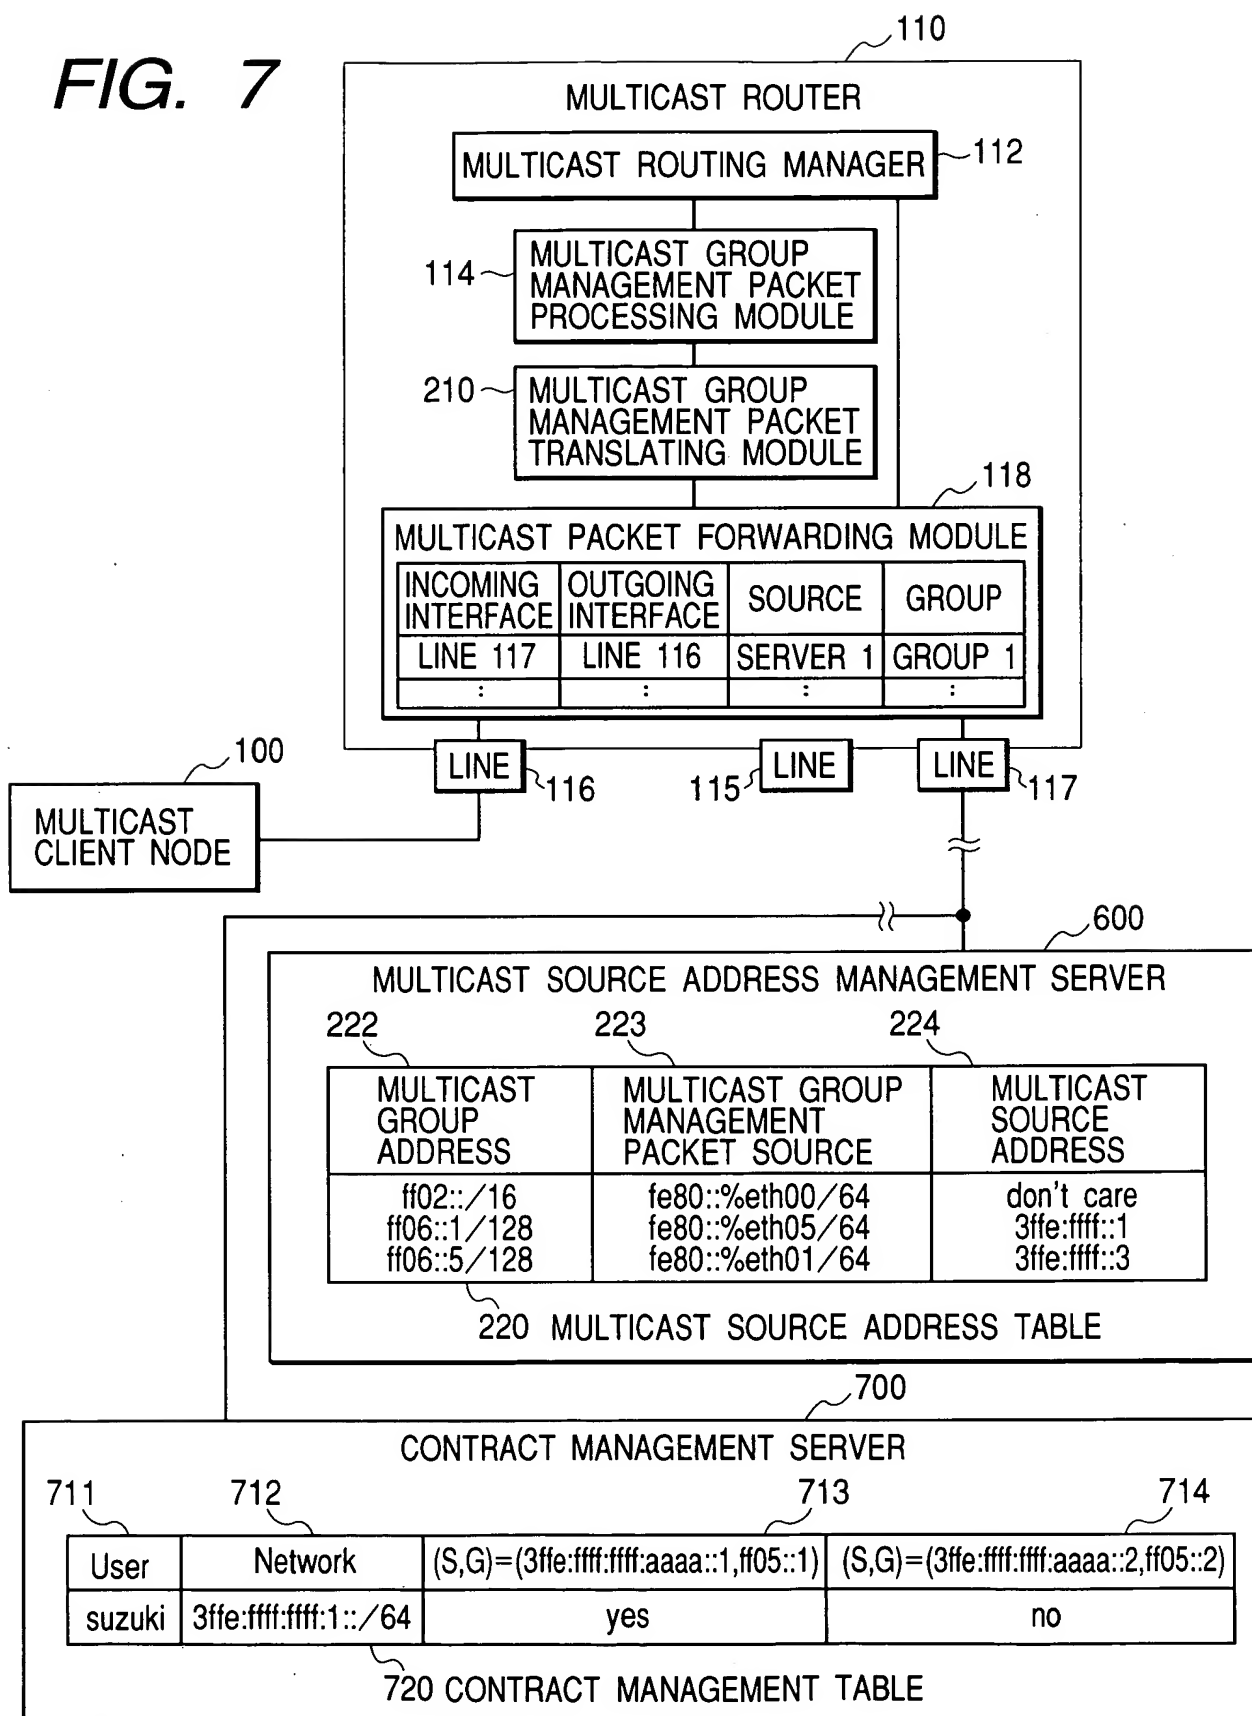 FIG. 7
110
MULTICAST ROUTER
MULTICAST ROUTING MANAGER
112
114
MULTICAST GROUP
MANAGEMENT PACKET
PROCESSING MODULE
210
MULTICAST GROUP
MANAGEMENT PACKET
TRANSLATING MODULE
118
MULTICAST PACKET FORWARDING MODULE
INCOMING INTERFACE
OUTGOING INTERFACE
SOURCE
GROUP
LINE 117
LINE 116
SERVER 1
GROUP 1
:
:
:
:
100
MULTICAST
CLIENT NODE
LINE
116
115
LINE
LINE
117
600
MULTICAST SOURCE ADDRESS MANAGEMENT SERVER
222
223
224
MULTICAST
GROUP
ADDRESS
MULTICAST GROUP
MANAGEMENT
PACKET SOURCE
MULTICAST
SOURCE
ADDRESS
ff02::/16
fe80::%eth00/64
don't care
ff06::1/128
fe80::%eth05/64
3ffe:ffff::1
ff06::5/128
fe80::%eth01/64
3ffe:ffff::3
220 MULTICAST SOURCE ADDRESS TABLE
700
CONTRACT MANAGEMENT SERVER
711
712
713
714
User
Network
(S,G)=(3ffe:ffff:ffff:aaaa::1,ff05::1)
(S,G)=(3ffe:ffff:ffff:aaaa::2,ff05::2)
suzuki
3ffe:ffff:ffff:1::/64
yes
no
720 CONTRACT MANAGEMENT TABLE